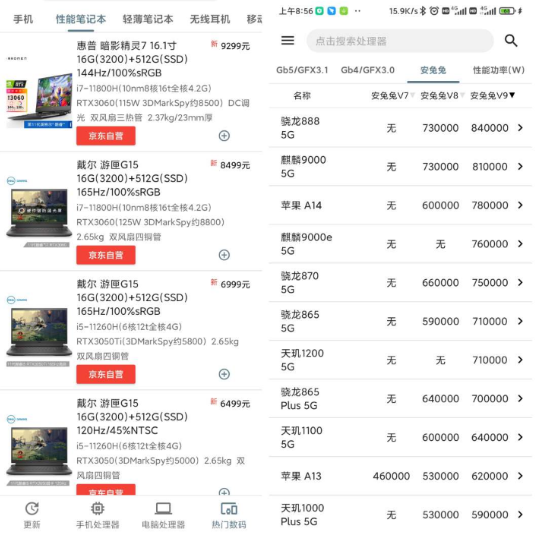 手机 性能笔记本 轻薄笔记本 无线耳机 移动
惠普 暗影精灵7 16.1寸 新 9299元
16G(3200)+512G(SSD)
144Hz/100%sRGB
i7-11800H(10nm8核16t全核4.2G)
RTX3060(115W 3DMarkSpy约8500) DC调
光 双风扇三热管 2.37kg/23mm厚
京东自营
戴尔 游匣G15 新 8499元
16G(3200)+512G(SSD)
165Hz/100%sRGB
i7-11800H(10nm8核16t全核4.2G)
RTX3060(125W 3DMarkSpy约8800)
2.65kg 双风扇四铜管
京东自营
戴尔 游匣G15 新 6999元
16G(3200)+512G(SSD)
165Hz/100%sRGB
i5-11260H(6核12t全核4G)
RTX3050Ti(3DMarkSpy约5800) 2.65kg
双风扇四铜管
京东自营
戴尔 游匣G15 新 6499元
16G(3200)+512G(SSD)
120Hz/45%NTSC
i5-11260H(6核12t全核4G)
RTX3050(3DMarkSpy约5000) 2.65kg 双
风扇四铜管
京东自营
更新 手机处理器 电脑处理器 热门数码
上午8:56 15.9K/s
点击搜索处理器
Gb5/GFX3.1 Gb4/GFX3.0 安兔兔 性能功率(W)
名称 安兔兔V7 安兔兔V8 安兔兔V9
骁龙888
5G 无 730000 840000
麒麟9000
5G 无 730000 810000
苹果 A14 无 600000 780000
麒麟9000e
5G 无 无 760000
骁龙870
5G 无 660000 750000
骁龙865
5G 无 590000 710000
天玑1200
5G 无 无 710000
骁龙865
Plus 5G 无 640000 700000
天玑1100
5G 无 600000 640000
苹果 A13 460000 530000 620000
天玑1000
Plus 5G 无 530000 590000